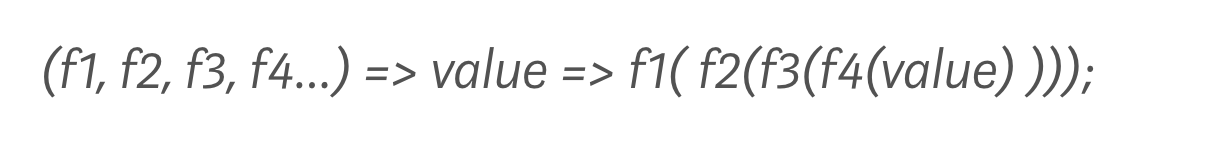 (f1, f2, f3, f4...) => value => f1( f2(f3(f4(value) )));